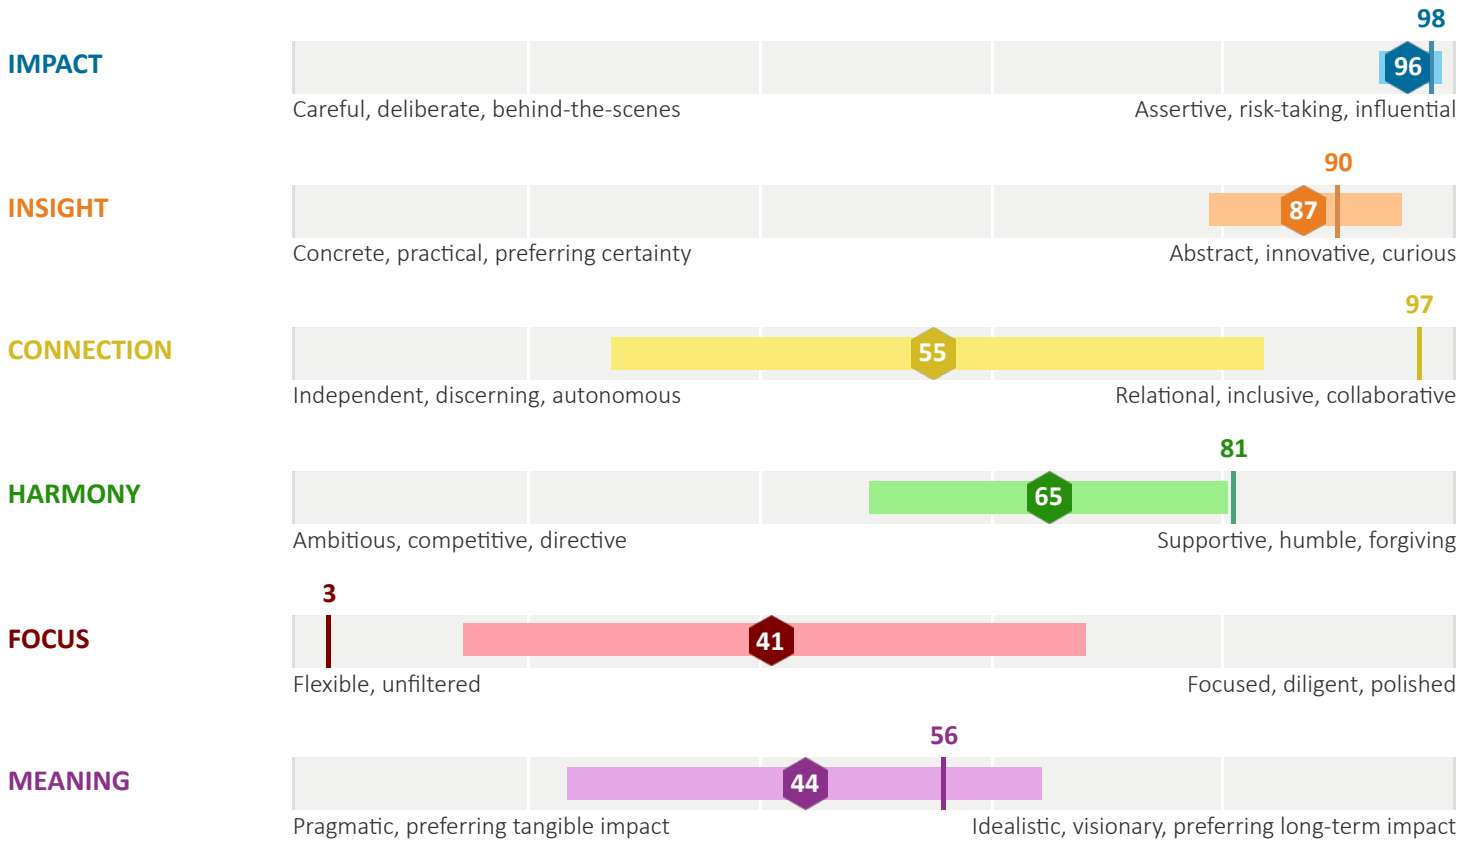 98
IMPACT
96
Careful, deliberate, behind-the-scenes
Assertive, risk-taking, influential
90
INSIGHT
87
Concrete, practical, preferring certainty
Abstract, innovative, curious
97
CONNECTION
55
Independent, discerning, autonomous
Relational, inclusive, collaborative
81
HARMONY
65
Ambitious, competitive, directive
Supportive, humble, forgiving
3
FOCUS
41
Flexible, unfiltered
Focused, diligent, polished
56
MEANING
44
Pragmatic, preferring tangible impact
Idealistic, visionary, preferring long-term impact